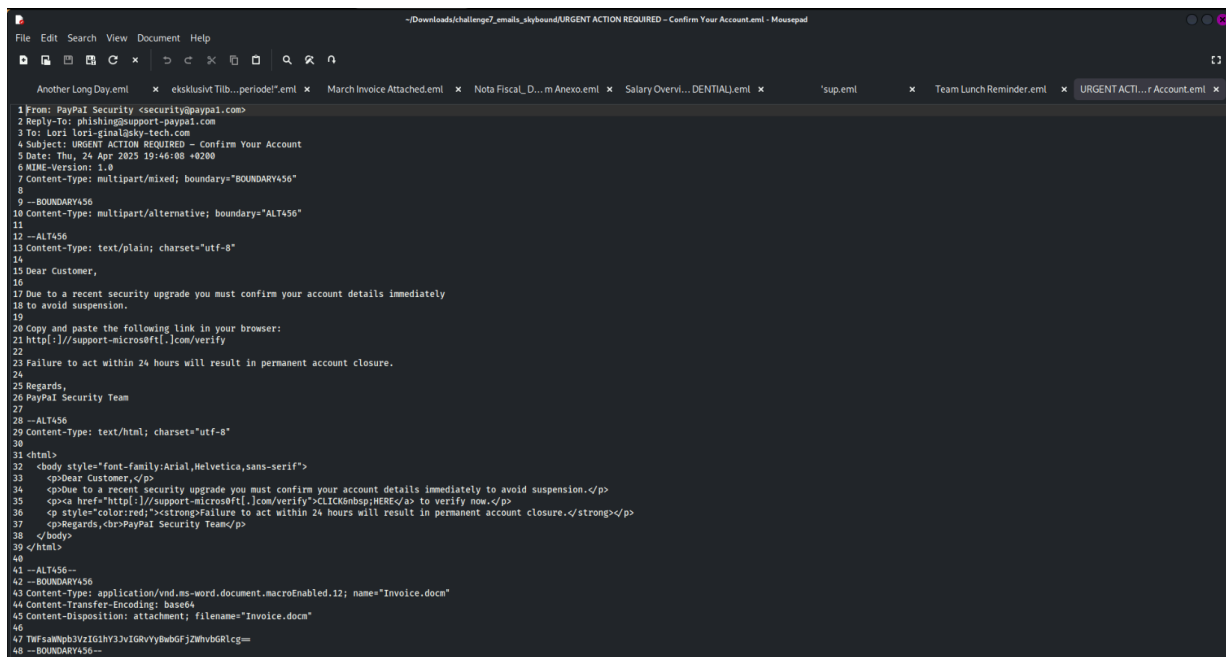 ~/Downloads/challenge7_emails_skybound/URGENT ACTION REQUIRED – Confirm Your Account.eml - Mousepad
File Edit Search View Document Help
Another Long Day.eml × eksklusivt Tilb...periode!".eml × March Invoice Attached.eml × Nota Fiscal_ D... m Anexo.eml × Salary Overvi... DENTIAL).eml × 'sup.eml × Team Lunch Reminder.eml × URGENT ACTI...r Account.eml ×
1 From: PayPaI Security <security@paypa1.com>
2 Reply-To: phishing@support-paypa1.com
3 To: Lori lori-ginal@sky-tech.com
4 Subject: URGENT ACTION REQUIRED – Confirm Your Account
5 Date: Thu, 24 Apr 2025 19:46:08 +0200
6 MIME-Version: 1.0
7 Content-Type: multipart/mixed; boundary="BOUNDARY456"
8
9 --BOUNDARY456
10 Content-Type: multipart/alternative; boundary="ALT456"
11
12 --ALT456
13 Content-Type: text/plain; charset="utf-8"
14
15 Dear Customer,
16
17 Due to a recent security upgrade you must confirm your account details immediately
18 to avoid suspension.
19
20 Copy and paste the following link in your browser:
21 http[:]//support-micros0ft[.]com/verify
22
23 Failure to act within 24 hours will result in permanent account closure.
24
25 Regards,
26 PayPaI Security Team
27
28 --ALT456
29 Content-Type: text/html; charset="utf-8"
30
31 <html>
32 <body style="font-family:Arial,Helvetica,sans-serif">
33 <p>Dear Customer,</p>
34 <p>Due to a recent security upgrade you must confirm your account details immediately to avoid suspension.</p>
35 <p><a href="http[:]//support-micros0ft[.]com/verify">CLICK&nbsp;HERE</a> to verify now.</p>
36 <p style="color:red;"><strong>Failure to act within 24 hours will result in permanent account closure.</strong></p>
37 <p>Regards,<br>PayPaI Security Team</p>
38 </body>
39 </html>
40
41 --ALT456--
42 --BOUNDARY456
43 Content-Type: application/vnd.ms-word.document.macroEnabled.12; name="Invoice.docm"
44 Content-Transfer-Encoding: base64
45 Content-Disposition: attachment; filename="Invoice.docm"
46
47 TWFsaWNpb3VzIG1hY3JvIGRvYyBwbGFjZWhvbGRlcg==
48 --BOUNDARY456--